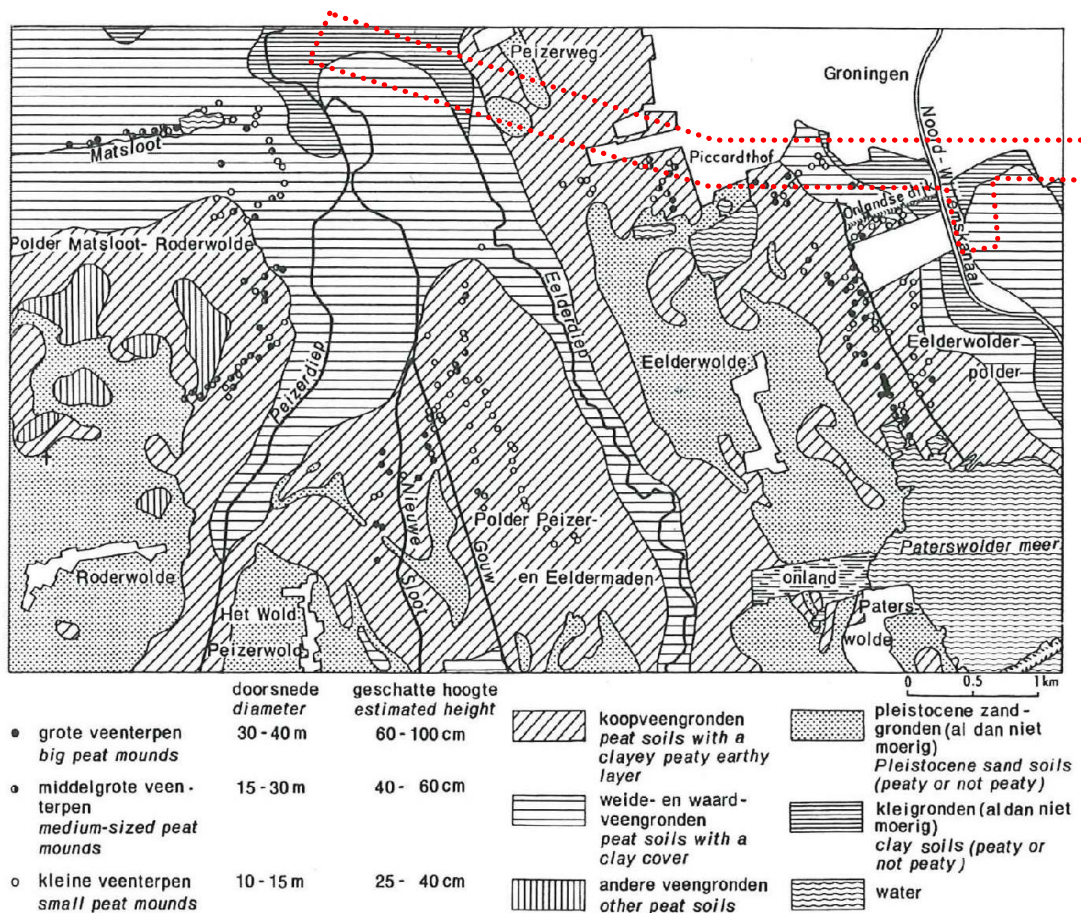 Peizerweg
Groningen
Matsloot
Piccardthof
Noord-Willemskanaal
Onlandse dijk
Polder Matsloot-Roderwolde
Eelderdiep
Peizerdiep
Eelderwolde
Eelderwolder-
polder
Nieuwe
Sloot
Gouw
Polder Peizer-
en Eeldermaden
Paterswolder meer
Roderwolde
onland
Het Wold
Peizerwold
Paters-
wolde
0 0.5 1 km
doorsnede
diameter
geschatte hoogte
estimated height
grote veenterpen
big peat mounds
30-40 m
60-100 cm
middelgrote veen-
terpen
medium-sized peat
mounds
15-30 m
40- 60 cm
kleine veenterpen
small peat mounds
10-15 m
25- 40 cm
koopveengronden
peat soils with a
clayey peaty earthy
layer
weide- en waard-
veengronden
peat soils with a
clay cover
andere veengronden
other peat soils
pleistocene zand-
gronden (al dan niet
moerig)
Pleistocene sand soils
(peaty or not peaty)
kleigronden (al dan niet
moerig)
clay soils (peaty or
not peaty)
water